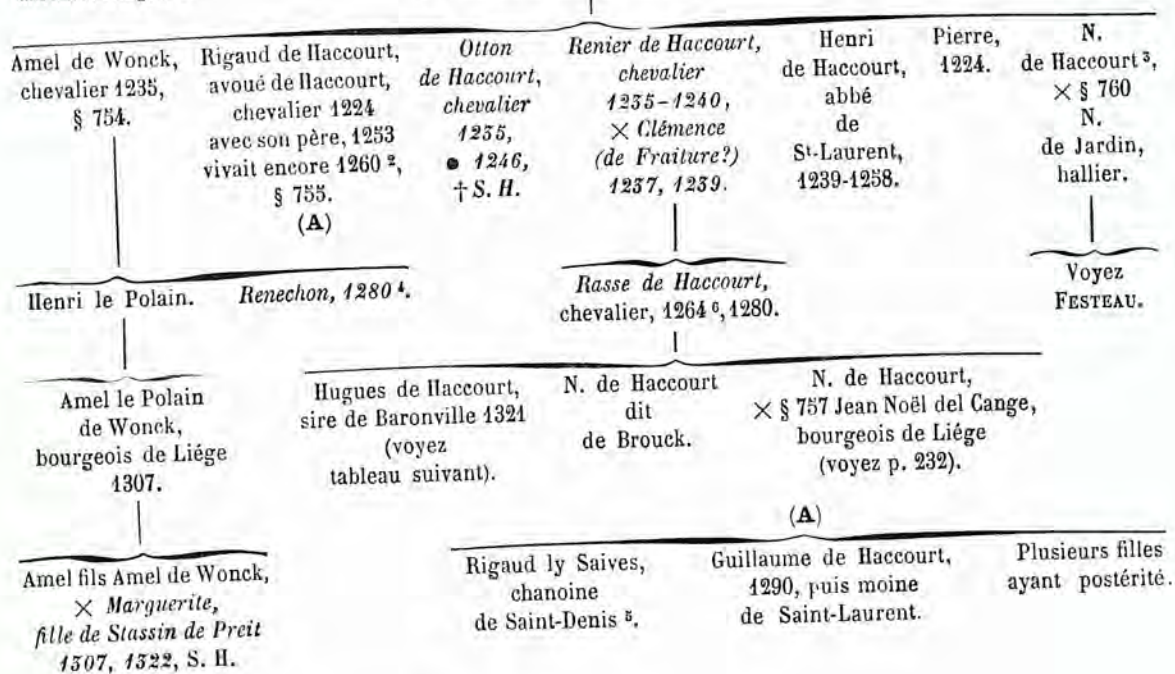 Amel de Wonck,
chevalier 1235,
§ 754.
Rigaud de Haccourt,
avoué de Haccourt,
chevalier 1224
avec son père, 1253
vivait encore 1260 ²,
§ 755.
(A)
Otton
de Haccourt,
chevalier
1235,
● 1246,
† S. H.
Renier de Haccourt,
chevalier
1235-1240,
× Clémence
(de Fraiture?)
1237, 1239.
Henri
de Haccourt,
abbé
de
St-Laurent,
1239-1258.
Pierre,
1224.
N.
de Haccourt ³,
× § 760
N.
de Jardin,
hallier.
Henri le Polain.
Renechon, 1280 ⁴.
Rasse de Haccourt,
chevalier, 1264 ⁶, 1280.
Voyez
FESTEAU.
Amel le Polain
de Wonck,
bourgeois de Liége
1307.
Hugues de Haccourt,
sire de Baronville 1321
(voyez
tableau suivant).
N. de Haccourt
dit
de Brouck.
N. de Haccourt,
× § 757 Jean Noël del Cange,
bourgeois de Liége
(voyez p. 232).
(A)
Amel fils Amel de Wonck,
× Marguerite,
fille de Stassin de Preit
1307, 1322, S. H.
Rigaud ly Saives,
chanoine
de Saint-Denis ⁵.
Guillaume de Haccourt,
1290, puis moine
de Saint-Laurent.
Plusieurs filles
ayant postérité.